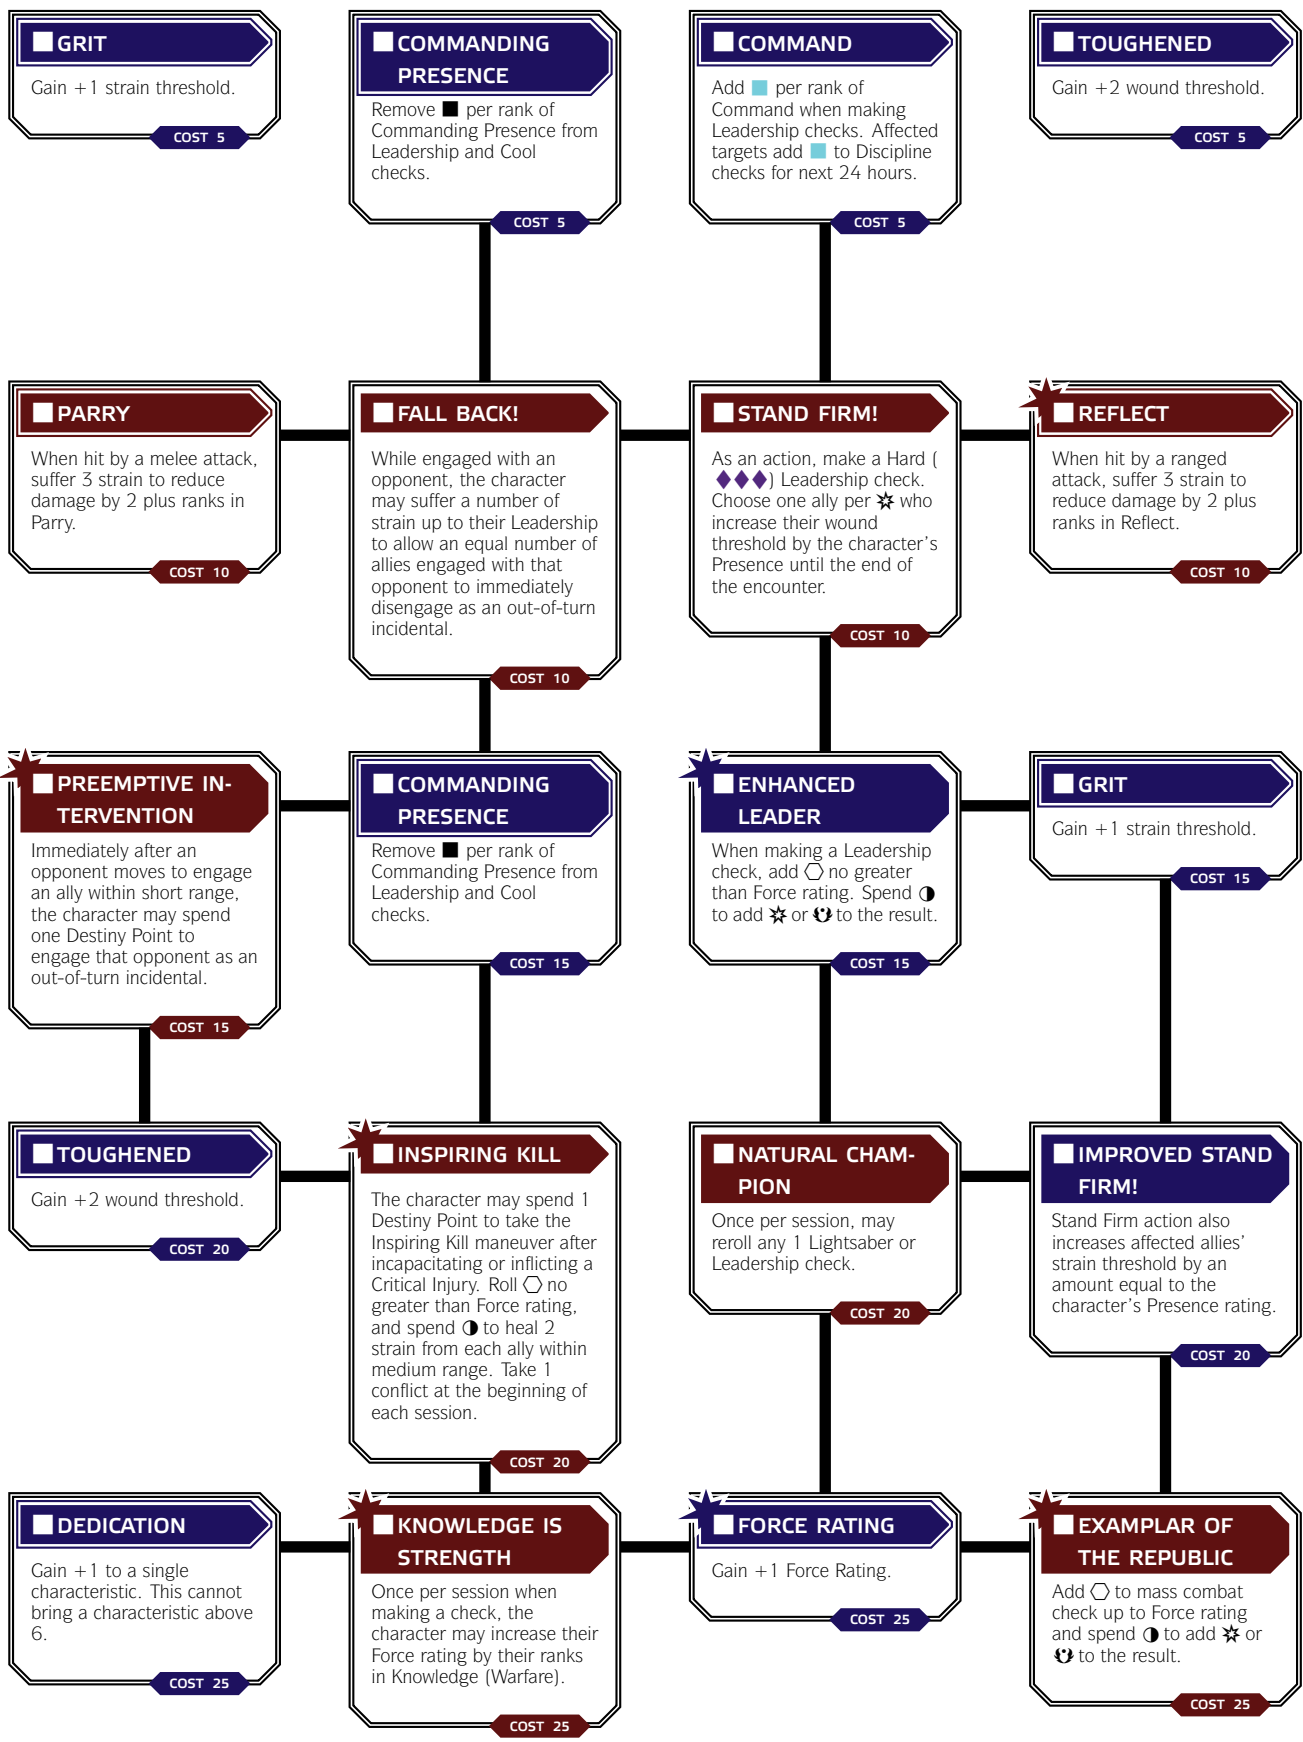 GRIT
Gain +1 strain threshold.
COST 5
COMMANDING
PRESENCE
Remove ■ per rank of
Commanding Presence from
Leadership and Cool
checks.
COST 5
COMMAND
Add ■ per rank of
Command when making
Leadership checks. Affected
targets add ■ to Discipline
checks for next 24 hours.
COST 5
TOUGHENED
Gain +2 wound threshold.
COST 5
PARRY
When hit by a melee attack,
suffer 3 strain to reduce
damage by 2 plus ranks in
Parry.
COST 10
FALL BACK!
While engaged with an
opponent, the character
may suffer a number of
strain up to their Leadership
to allow an equal number of
allies engaged with that
opponent to immediately
disengage as an out-of-turn
incidental.
COST 10
STAND FIRM!
As an action, make a Hard (
♦♦♦) Leadership check.
Choose one ally per who
increase their wound
threshold by the character's
Presence until the end of
the encounter.
COST 10
REFLECT
When hit by a ranged
attack, suffer 3 strain to
reduce damage by 2 plus
ranks in Reflect.
COST 10
PREEMPTIVE IN-
TERVENTION
Immediately after an
opponent moves to engage
an ally within short range,
the character may spend
one Destiny Point to
engage that opponent as an
out-of-turn incidental.
COST 15
COMMANDING
PRESENCE
Remove ■ per rank of
Commanding Presence from
Leadership and Cool
checks.
COST 15
ENHANCED
LEADER
When making a Leadership
check, add ⬡ no greater
than Force rating. Spend ◑
to add or to the result.
COST 15
GRIT
Gain +1 strain threshold.
COST 15
TOUGHENED
Gain +2 wound threshold.
COST 20
INSPIRING KILL
The character may spend 1
Destiny Point to take the
Inspiring Kill maneuver after
incapacitating or inflicting a
Critical Injury. Roll ⬡ no
greater than Force rating,
and spend ◑ to heal 2
strain from each ally within
medium range. Take 1
conflict at the beginning of
each session.
COST 20
NATURAL CHAM-
PION
Once per session, may
reroll any 1 Lightsaber or
Leadership check.
COST 20
IMPROVED STAND
FIRM!
Stand Firm action also
increases affected allies'
strain threshold by an
amount equal to the
character's Presence rating.
COST 20
DEDICATION
Gain +1 to a single
characteristic. This cannot
bring a characteristic above
6.
COST 25
KNOWLEDGE IS
STRENGTH
Once per session when
making a check, the
character may increase their
Force rating by their ranks
in Knowledge (Warfare).
COST 25
FORCE RATING
Gain +1 Force Rating.
COST 25
EXAMPLAR OF
THE REPUBLIC
Add ⬡ to mass combat
check up to Force rating
and spend ◑ to add or
to the result.
COST 25